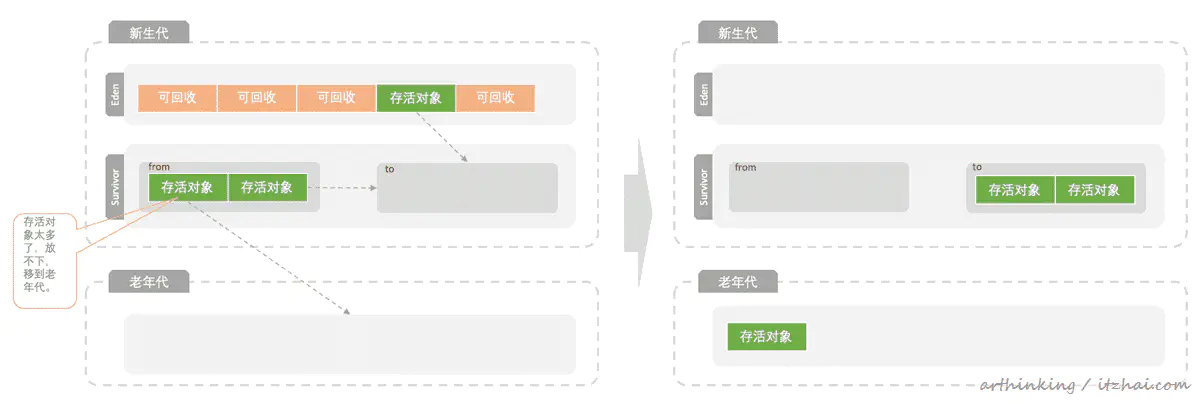 新生代
Eden
可回收
可回收
可回收
存活对象
可回收
Survivor
from
存活对象
存活对象
to
存活对
象太多
了，放
不下，
移到老
年代。
老年代
新生代
Eden
Survivor
from
to
存活对象
存活对象
老年代
存活对象
arthinking / itzhai.com